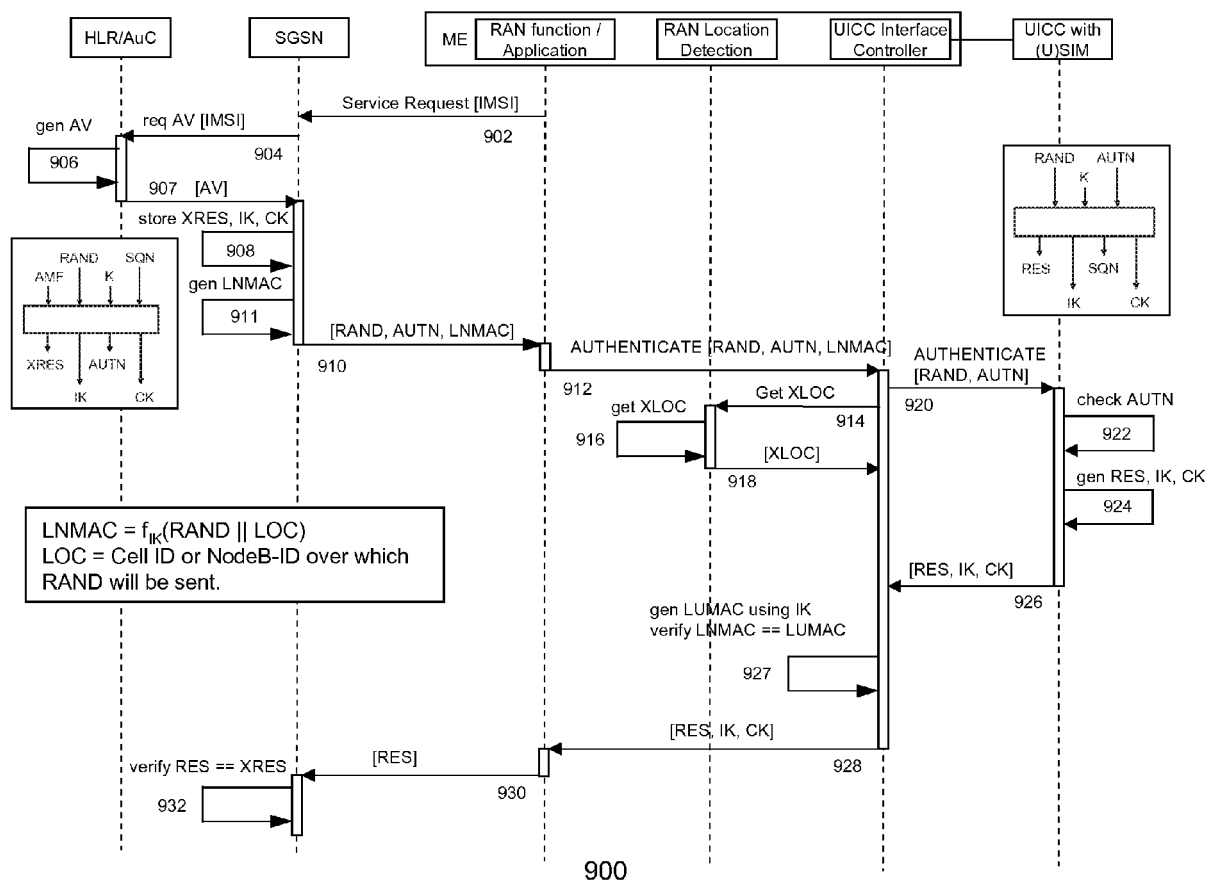 HLR/AuC
SGSN
ME
RAN function /
Application
RAN Location
Detection
UICC Interface
Controller
UICC with
(U)SIM
Service Request [IMSI]
902
gen AV
req AV [IMSI]
906
904
907
[AV]
store XRES, IK, CK
908
gen LNMAC
911
RAND
SQN
AMF
K
XRES
AUTN
IK
CK
RAND
AUTN
K
RES
SQN
IK
CK
[RAND, AUTN, LNMAC]
910
AUTHENTICATE [RAND, AUTN, LNMAC]
912
AUTHENTICATE
[RAND, AUTN]
920
Get XLOC
914
get XLOC
916
[XLOC]
918
check AUTN
922
gen RES, IK, CK
924
LNMAC = fIK(RAND || LOC)
LOC = Cell ID or NodeB-ID over which
RAND will be sent.
[RES, IK, CK]
926
gen LUMAC using IK
verify LNMAC == LUMAC
927
[RES, IK, CK]
928
[RES]
930
verify RES == XRES
932
900